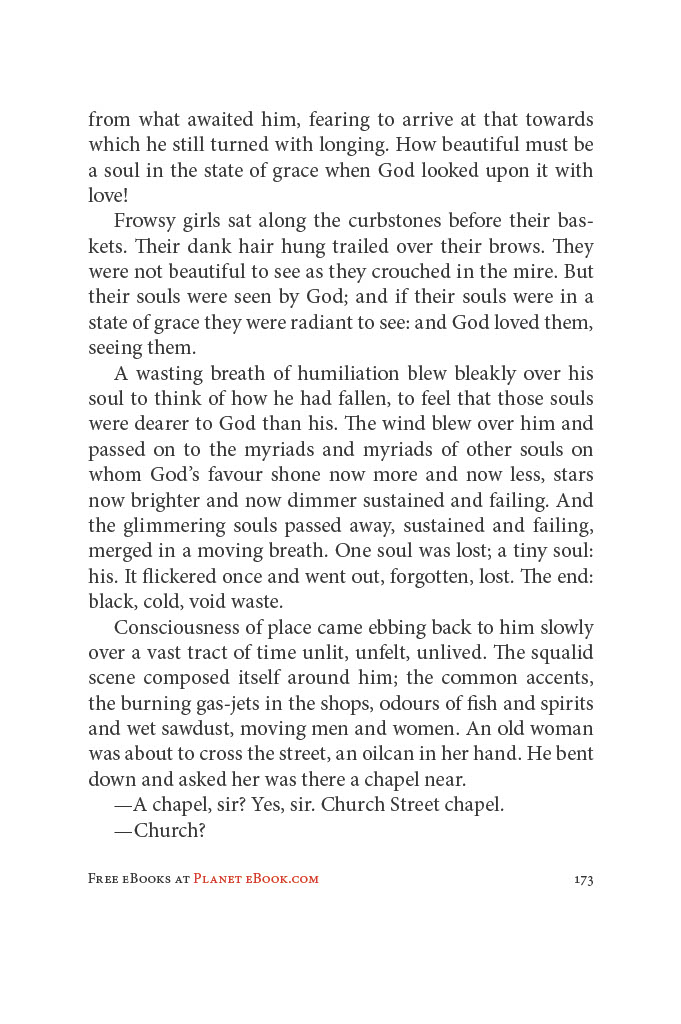 from what awaited him, fearing to arrive at that towards
which he still turned with longing. How beautiful must be
a soul in the state of grace when God looked upon it with
love!
Frowsy girls sat along the curbstones before their bas-
kets. Their dank hair hung trailed over their brows. They
were not beautiful to see as they crouched in the mire. But
their souls were seen by God; and if their souls were in a
state of grace they were radiant to see: and God loved them,
seeing them.
A wasting breath of humiliation blew bleakly over his
soul to think of how he had fallen, to feel that those souls
were dearer to God than his. The wind blew over him and
passed on to the myriads and myriads of other souls on
whom God’s favour shone now more and now less, stars
now brighter and now dimmer sustained and failing. And
the glimmering souls passed away, sustained and failing,
merged in a moving breath. One soul was lost; a tiny soul:
his. It flickered once and went out, forgotten, lost. The end:
black, cold, void waste.
Consciousness of place came ebbing back to him slowly
over a vast tract of time unlit, unfelt, unlived. The squalid
scene composed itself around him; the common accents,
the burning gas-jets in the shops, odours of fish and spirits
and wet sawdust, moving men and women. An old woman
was about to cross the street, an oilcan in her hand. He bent
down and asked her was there a chapel near.
—A chapel, sir? Yes, sir. Church Street chapel.
—Church?
Free eBooks at Planet eBook.com 173